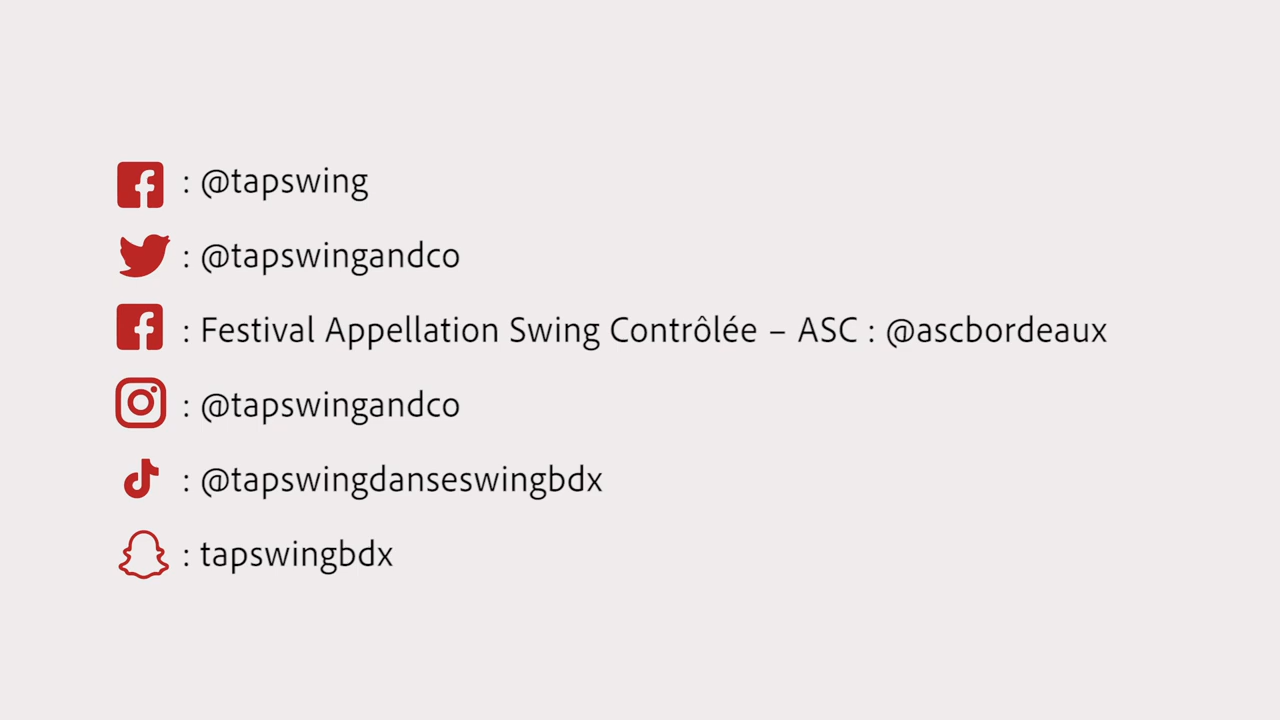 : @tapswing
: @tapswingandco
: Festival Appellation Swing Contrôlée – ASC : @ascbordeaux
: @tapswingandco
: @tapswingdanseswingbdx
: tapswingbdx